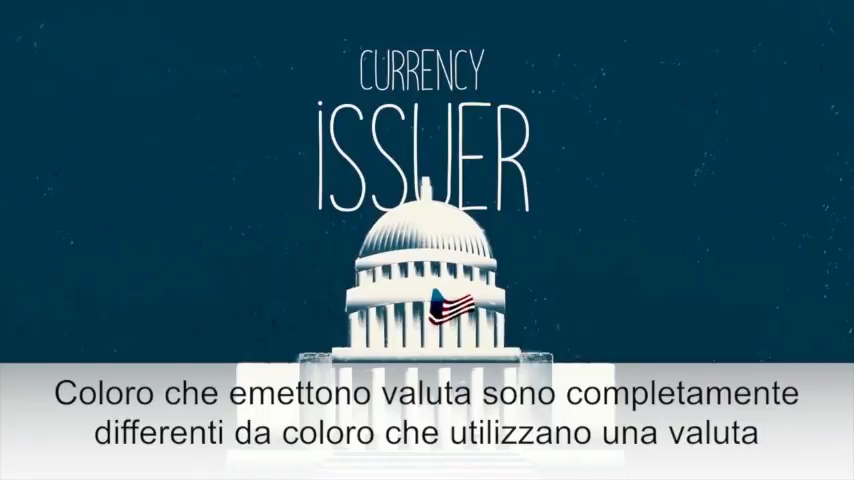 CURRENCY
iSSUER
Coloro che emettono valuta sono completamente
differenti da coloro che utilizzano una valuta